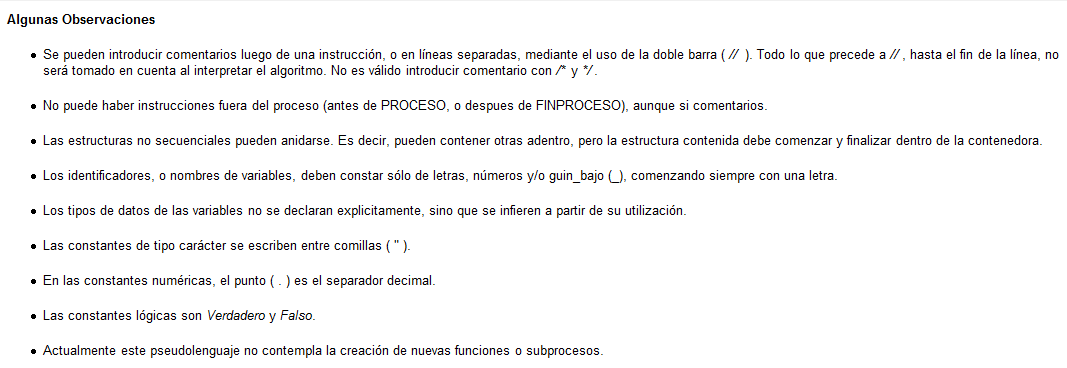 Algunas Observaciones
• Se pueden introducir comentarios luego de una instrucción, o en líneas separadas, mediante el uso de la doble barra ( // ). Todo lo que precede a //, hasta el fin de la línea, no
será tomado en cuenta al interpretar el algoritmo. No es válido introducir comentario con /* y */.
• No puede haber instrucciones fuera del proceso (antes de PROCESO, o despues de FINPROCESO), aunque si comentarios.
• Las estructuras no secuenciales pueden anidarse. Es decir, pueden contener otras adentro, pero la estructura contenida debe comenzar y finalizar dentro de la contenedora.
• Los identificadores, o nombres de variables, deben constar sólo de letras, números y/o guin_bajo (_), comenzando siempre con una letra.
• Los tipos de datos de las variables no se declaran explicitamente, sino que se infieren a partir de su utilización.
• Las constantes de tipo carácter se escriben entre comillas ( " ).
• En las constantes numéricas, el punto ( . ) es el separador decimal.
• Las constantes lógicas son Verdadero y Falso.
• Actualmente este pseudolenguaje no contempla la creación de nuevas funciones o subprocesos.